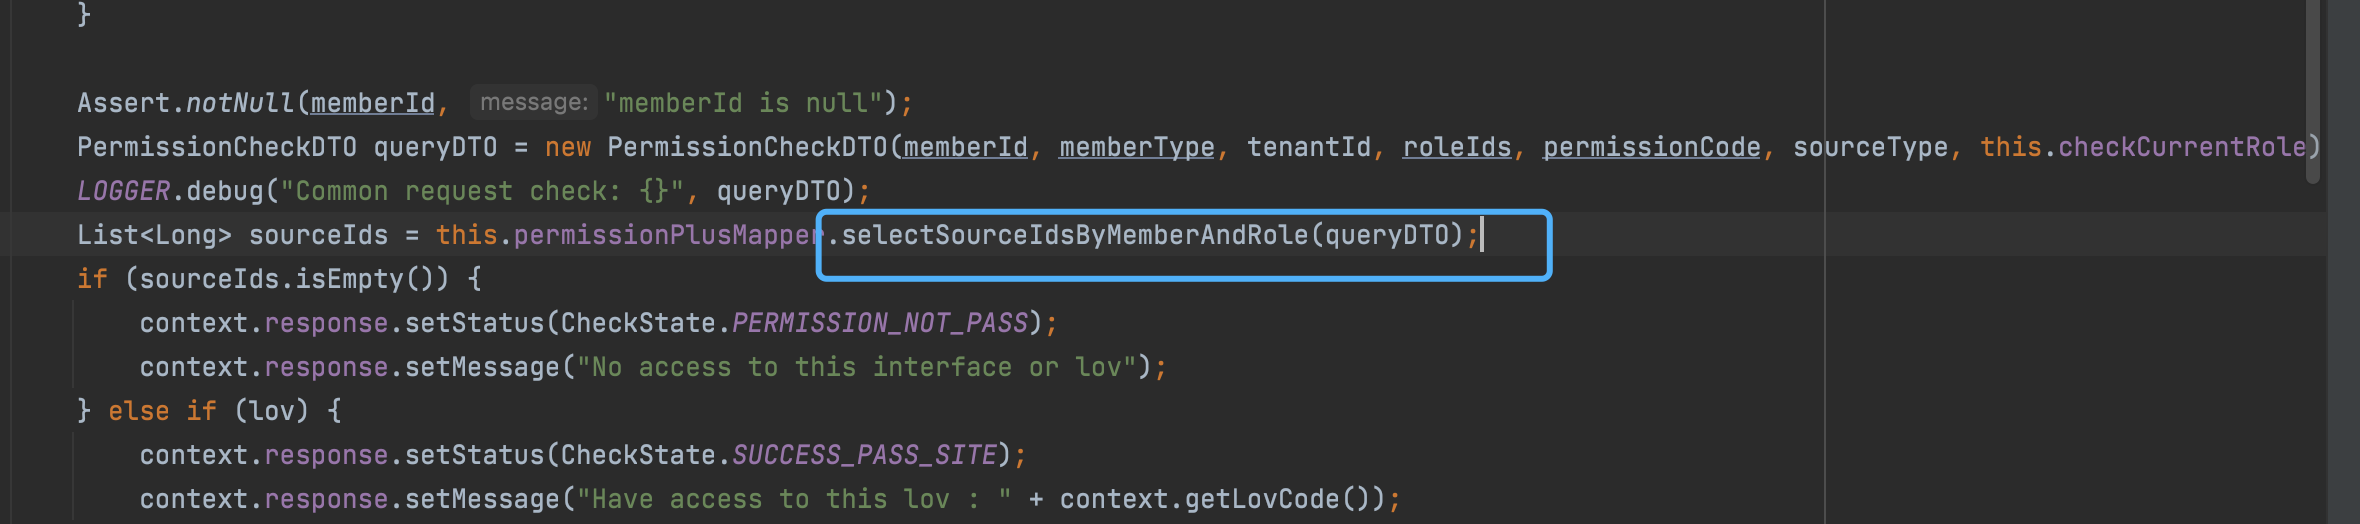 }
Assert.notNull(memberId, message: "memberId is null");
PermissionCheckDTO queryDTO = new PermissionCheckDTO(memberId, memberType, tenantId, roleIds, permissionCode, sourceType, this.checkCurrentRole)
LOGGER.debug("Common request check: {}", queryDTO);
List<Long> sourceIds = this.permissionPlusMapper.selectSourceIdsByMemberAndRole(queryDTO);
if (sourceIds.isEmpty()) {
context.response.setStatus(CheckState.PERMISSION_NOT_PASS);
context.response.setMessage("No access to this interface or lov");
} else if (lov) {
context.response.setStatus(CheckState.SUCCESS_PASS_SITE);
context.response.setMessage("Have access to this lov : " + context.getLovCode());